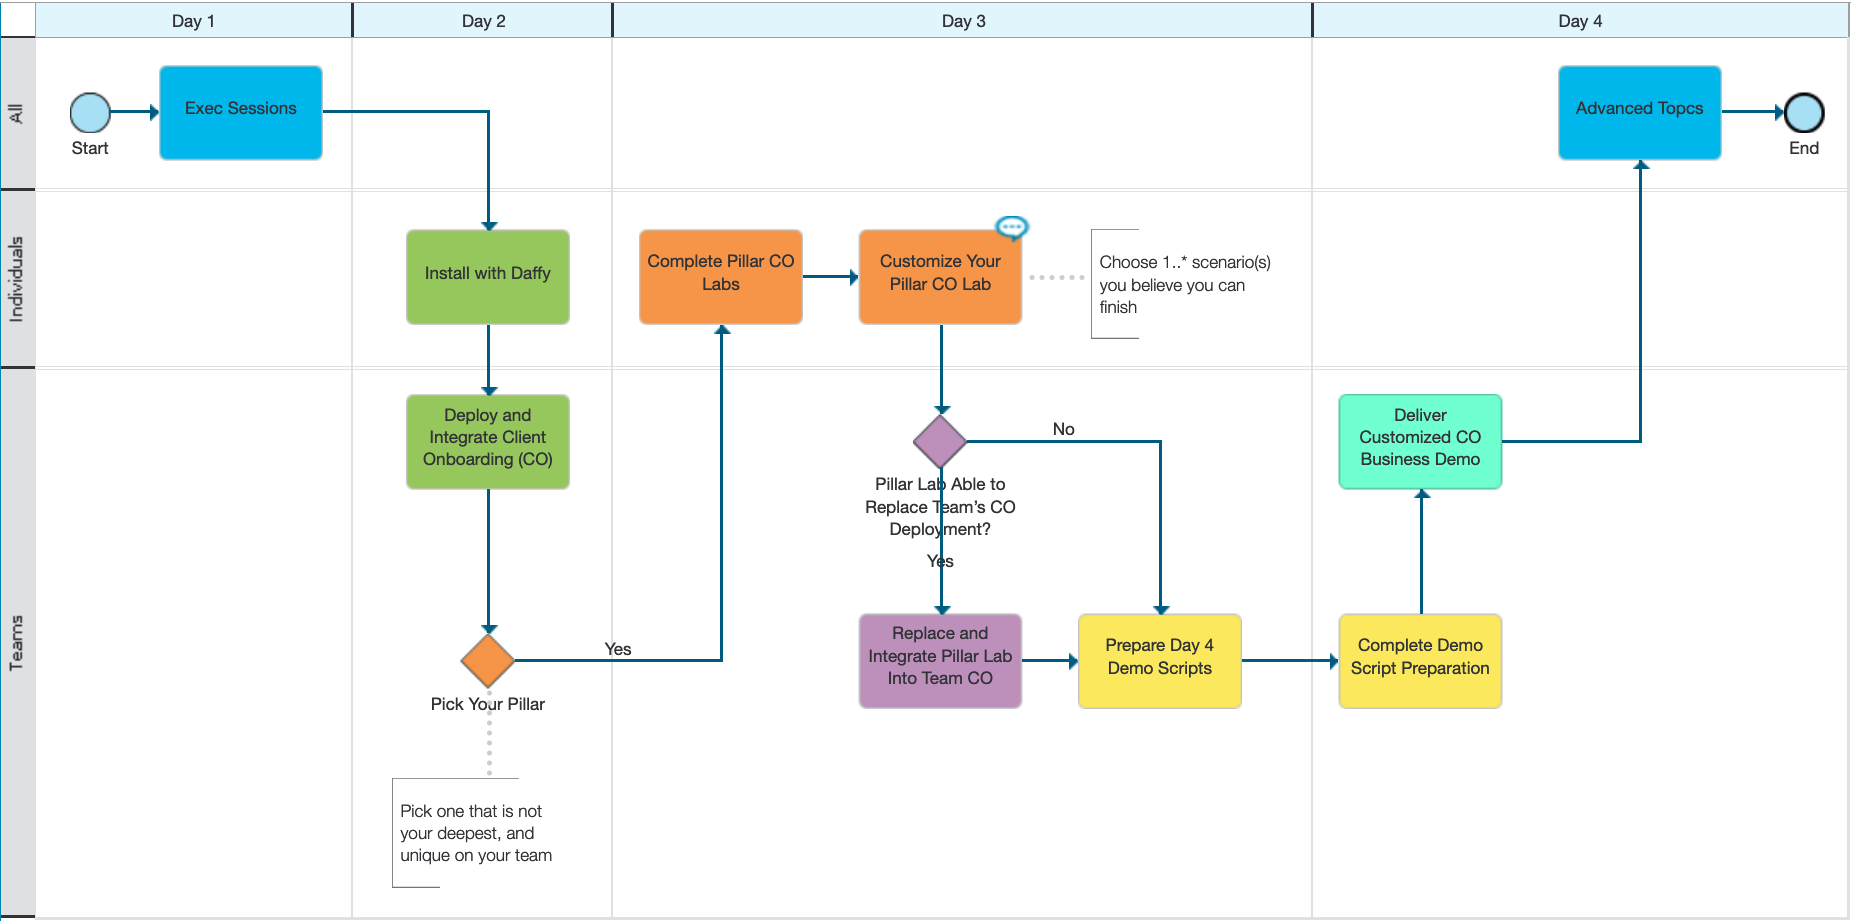 Day 1
Day 2
Day 3
Day 4
All
Start
Exec Sessions
Advanced Topcs
End
Individuals
Install with Daffy
Complete Pillar CO
Labs
Customize Your
Pillar CO Lab
Choose 1..* scenario(s)
you believe you can
finish
Teams
Deploy and
Integrate Client
Onboarding (CO)
No
Pillar Lab Able to
Replace Team's CO
Deployment?
Yes
Deliver
Customized CO
Business Demo
Yes
Pick Your Pillar
Replace and
Integrate Pillar Lab
Into Team CO
Prepare Day 4
Demo Scripts
Complete Demo
Script Preparation
Pick one that is not
your deepest, and
unique on your team